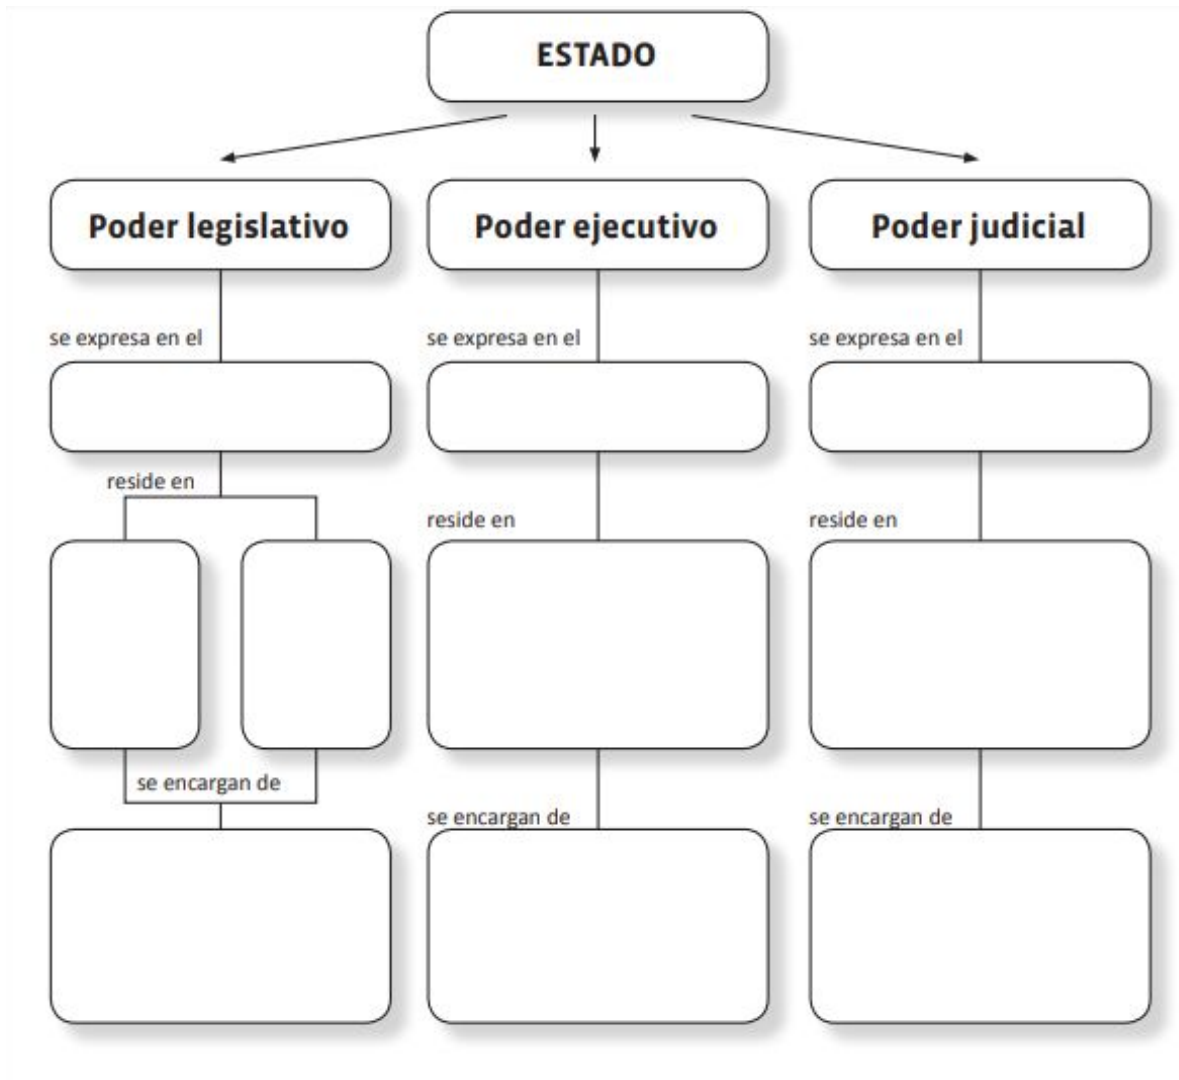 ESTADO
Poder legislativo
Poder ejecutivo
Poder judicial
se expresa en el
se expresa en el
se expresa en el
reside en
reside en
reside en
se encargan de
se encargan de
se encargan de